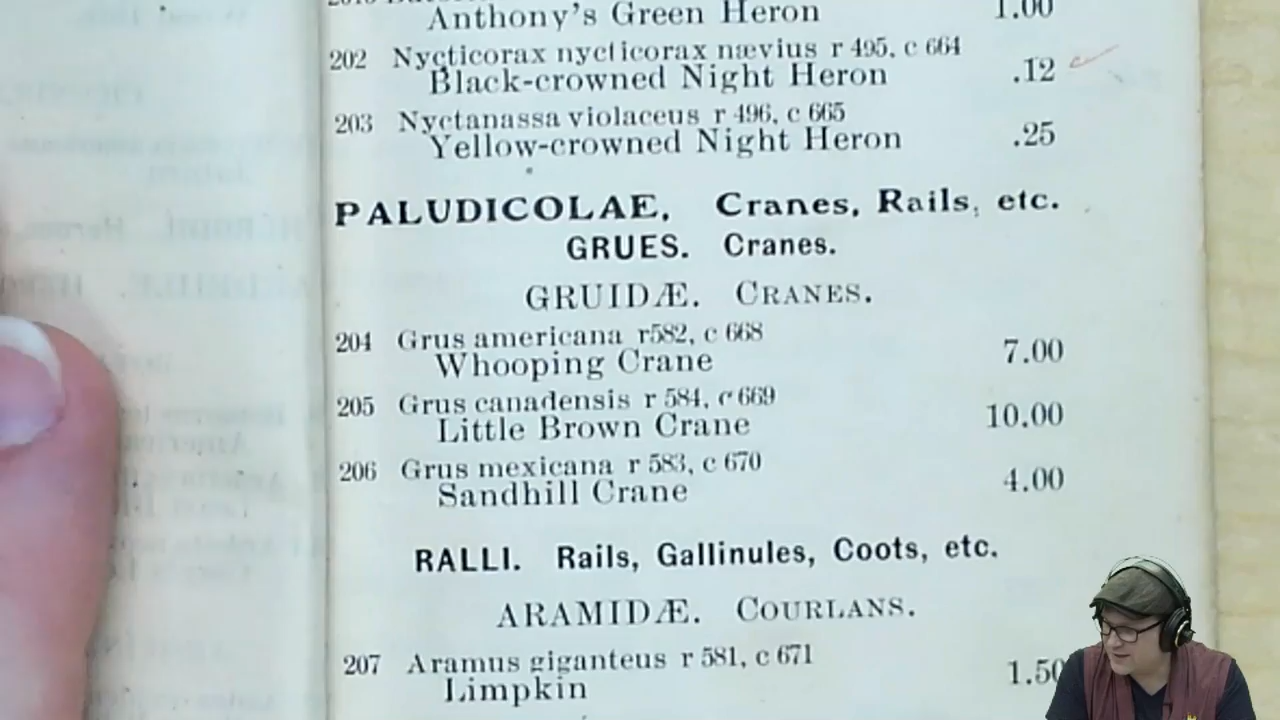 Anthony's Green Heron 1.00
202 Nycticorax nycticorax nævius r 495, c 664
Black-crowned Night Heron .12
203 Nyctanassa violaceus r 496, c 665
Yellow-crowned Night Heron .25
PALUDICOLAE. Cranes, Rails, etc.
GRUES. Cranes.
GRUIDÆ. CRANES.
204 Grus americana r582, c 668
Whooping Crane 7.00
205 Grus canadensis r 584, c 669
Little Brown Crane 10.00
206 Grus mexicana r 583, c 670
Sandhill Crane 4.00
RALLI. Rails, Gallinules, Coots, etc.
ARAMIDÆ. COURLANS.
207 Aramus giganteus r 581, c 671
Limpkin 1.50